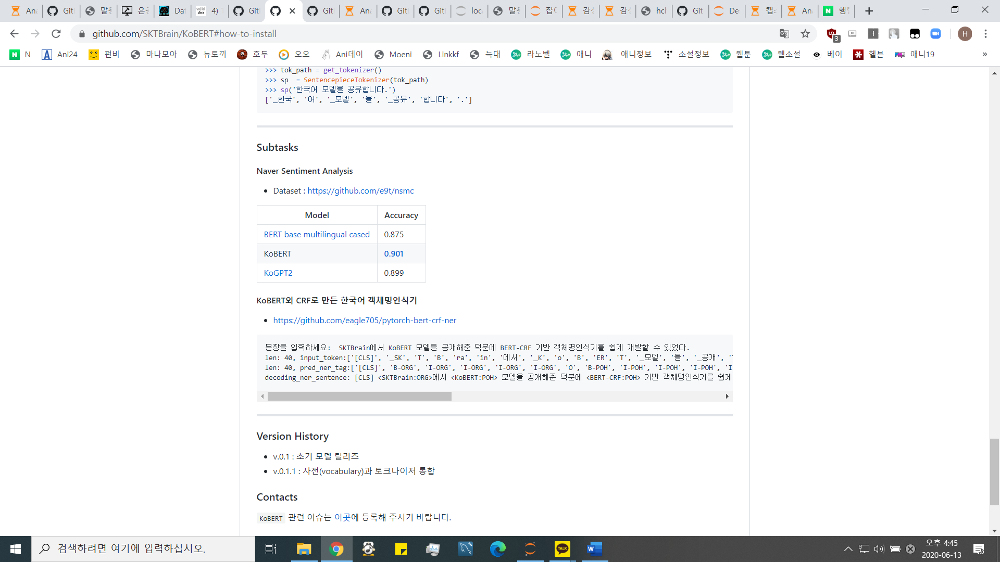 Ana
Git
말뭉
은금
Dat
4) T
Git
Git
Ana
Git
Git
loca
말뭉
잡이
감성
감성
hcl
Git
De
캡스
An
행렬
github.com/SKTBrain/KoBERT#how-to-install
3
H
N
Ani24
펀비
마나모아
뉴토끼
호두
오오
Ani데이
Moeni
Linkkf
늑대
라노벨
애니
애니정보
소설정보
웹툰
웹소설
베이
헬븐
애니19
»
>>> tok_path = get_tokenizer()
>>> sp  = SentencepieceTokenizer(tok_path)
>>> sp('한국어 모델을 공유합니다.')
['_한국', '어', '_모델', '을', '_공유', '합니다', '.']
Subtasks
Naver Sentiment Analysis
Dataset : https://github.com/e9t/nsmc
Model Accuracy
BERT base multilingual cased 0.875
KoBERT 0.901
KoGPT2 0.899
KoBERT와 CRF로 만든 한국어 객체명인식기
https://github.com/eagle705/pytorch-bert-crf-ner
문장을 입력하세요:  SKTBrain에서 KoBERT 모델을 공개해준 덕분에 BERT-CRF 기반 객체명인식기를 쉽게 개발할 수 있었다.
len: 40, input_token:['[CLS]', '_SK', 'T', 'B', 'ra', 'in', '에서', '_K', 'o', 'B', 'ER', 'T', '_모델', '을', '_공개', '
len: 40, pred_ner_tag:['[CLS]', 'B-ORG', 'I-ORG', 'I-ORG', 'I-ORG', 'I-ORG', 'O', 'B-POH', 'I-POH', 'I-POH', 'I-POH', 'I
decoding_ner_sentence: [CLS] <SKTBrain:ORG>에서 <KoBERT:POH> 모델을 공개해준 덕분에 <BERT-CRF:POH> 기반 객체명인식기를 쉽게
Version History
v.0.1 : 초기 모델 릴리즈
v.0.1.1 : 사전(vocabulary)과 토크나이저 통합
Contacts
KoBERT 관련 이슈는 이곳에 등록해 주시기 바랍니다.
검색하려면 여기에 입력하십시오.
TALK
오후 4:45
2020-06-13